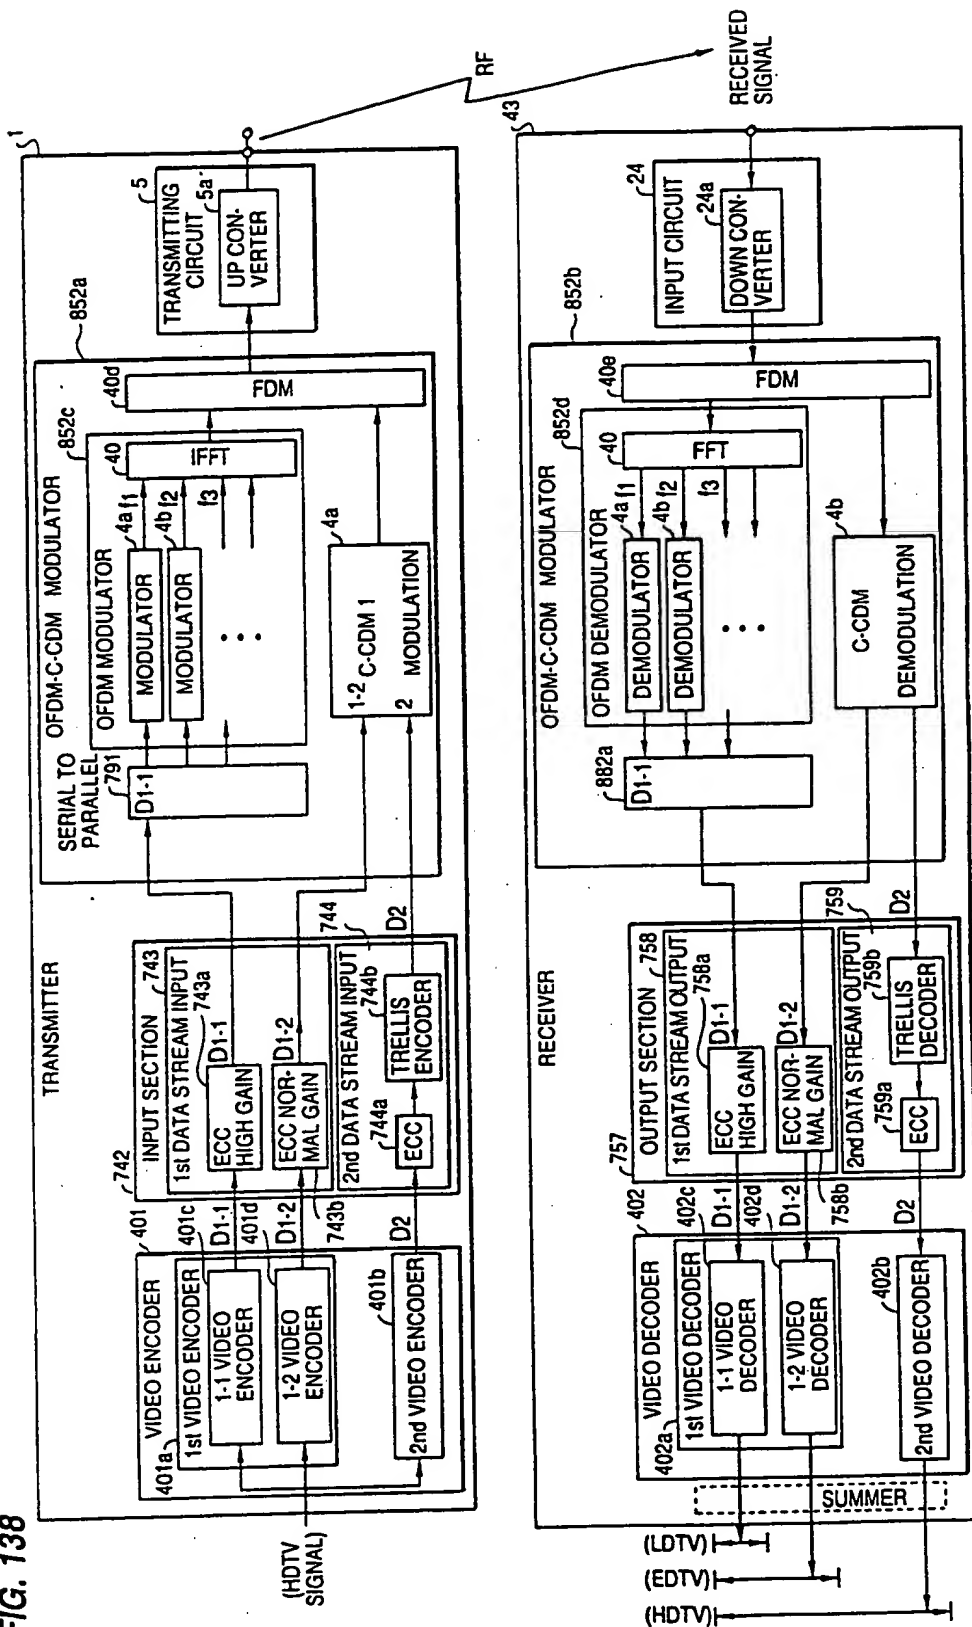 FIG. 138
TRANSMITTER
1
(HDTV
SIGNAL)
VIDEO ENCODER
401
401a
1st VIDEO ENCODER
401c
1-1 VIDEO
ENCODER
401d
1-2 VIDEO
ENCODER
401b
2nd VIDEO ENCODER
D1-1
D1-2
D2
742
INPUT SECTION
743
1st DATA STREAM INPUT
743a
ECC
HIGH GAIN
D1-1
ECC NOR-
MAL GAIN
D1-2
743b
744
2nd DATA STREAM INPUT
744a
ECC
744b
TRELLIS
ENCODER
D2
SERIAL TO
PARALLEL
791
D1-1
OFDM-C-CDM MODULATOR
852a
OFDM MODULATOR
852c
MODULATOR
4a
f1
MODULATOR
4b
f2
f3
40
IFFT
40d
FDM
4a
1-2
C-CDM 1
2
MODULATION
5
TRANSMITTING
CIRCUIT
5a
UP CON-
VERTER
RF
RECEIVED
SIGNAL
RECEIVER
43
24
INPUT CIRCUIT
24a
DOWN CON-
VERTER
OFDM-C-CDM MODULATOR
852b
OFDM DEMODULATOR
852d
40e
FDM
40
FFT
4a
f1
DEMODULATOR
4b
f2
DEMODULATOR
f3
882a
D1-1
4b
C-CDM
DEMODULATION
757
OUTPUT SECTION
758
1st DATA STREAM OUTPUT
758a
D1-1
ECC
HIGH GAIN
D1-2
ECC NOR-
MAL GAIN
758b
759
2nd DATA STREAM OUTPUT
759b
D2
TRELLIS
DECODER
759a
ECC
D1-1
D1-2
D2
VIDEO DECODER
402
402a
1st VIDEO DECODER
402c
1-1 VIDEO
DECODER
402d
1-2 VIDEO
DECODER
402b
2nd VIDEO DECODER
SUMMER
(LDTV)
(EDTV)
(HDTV)